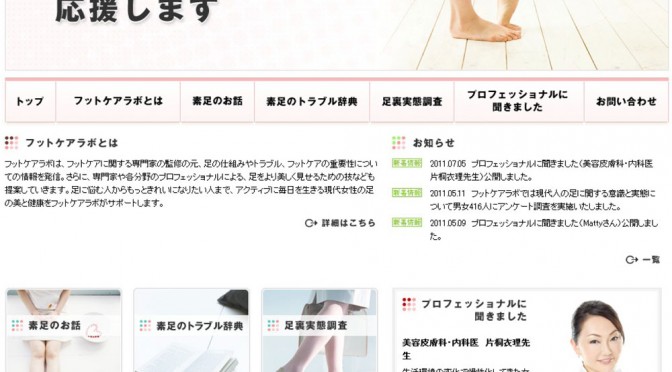 応援します
トップ
フットケアラボとは
素足のお話
素足のトラブル辞典
足裏実態調査
プロフェッショナルに
聞きました
お問い合わせ
フットケアラボとは
フットケアラボは、フットケアに関する専門家の監修の元、足の仕組みやトラブル、フットケアの重要性につい
ての情報を発信。さらに、専門家や各分野のプロフェッショナルによる、足をより美しく見せるための技なども
提案していきます。足に悩む人からもっときれいになりたい人まで、アクティブに毎日を生きる現代女性の足
の美と健康をフットケアラボがサポートします。
詳細はこちら
お知らせ
新着情報 2011.07.05 プロフェッショナルに聞きました（美容皮膚科・内科医
片桐衣理先生）公開しました。
新着情報 2011.05.11 フットケアラボでは現代人の足に関する意識と実態に
ついて男女416人にアンケート調査を実施いたしました。
新着情報 2011.05.09 プロフェッショナルに聞きました（Mattyさん）公開しまし
た。
一覧
素足のお話
素足のトラブル辞典
足裏実態調査
プロフェッショナルに
聞きました
美容皮膚科・内科医 片桐衣理先
生